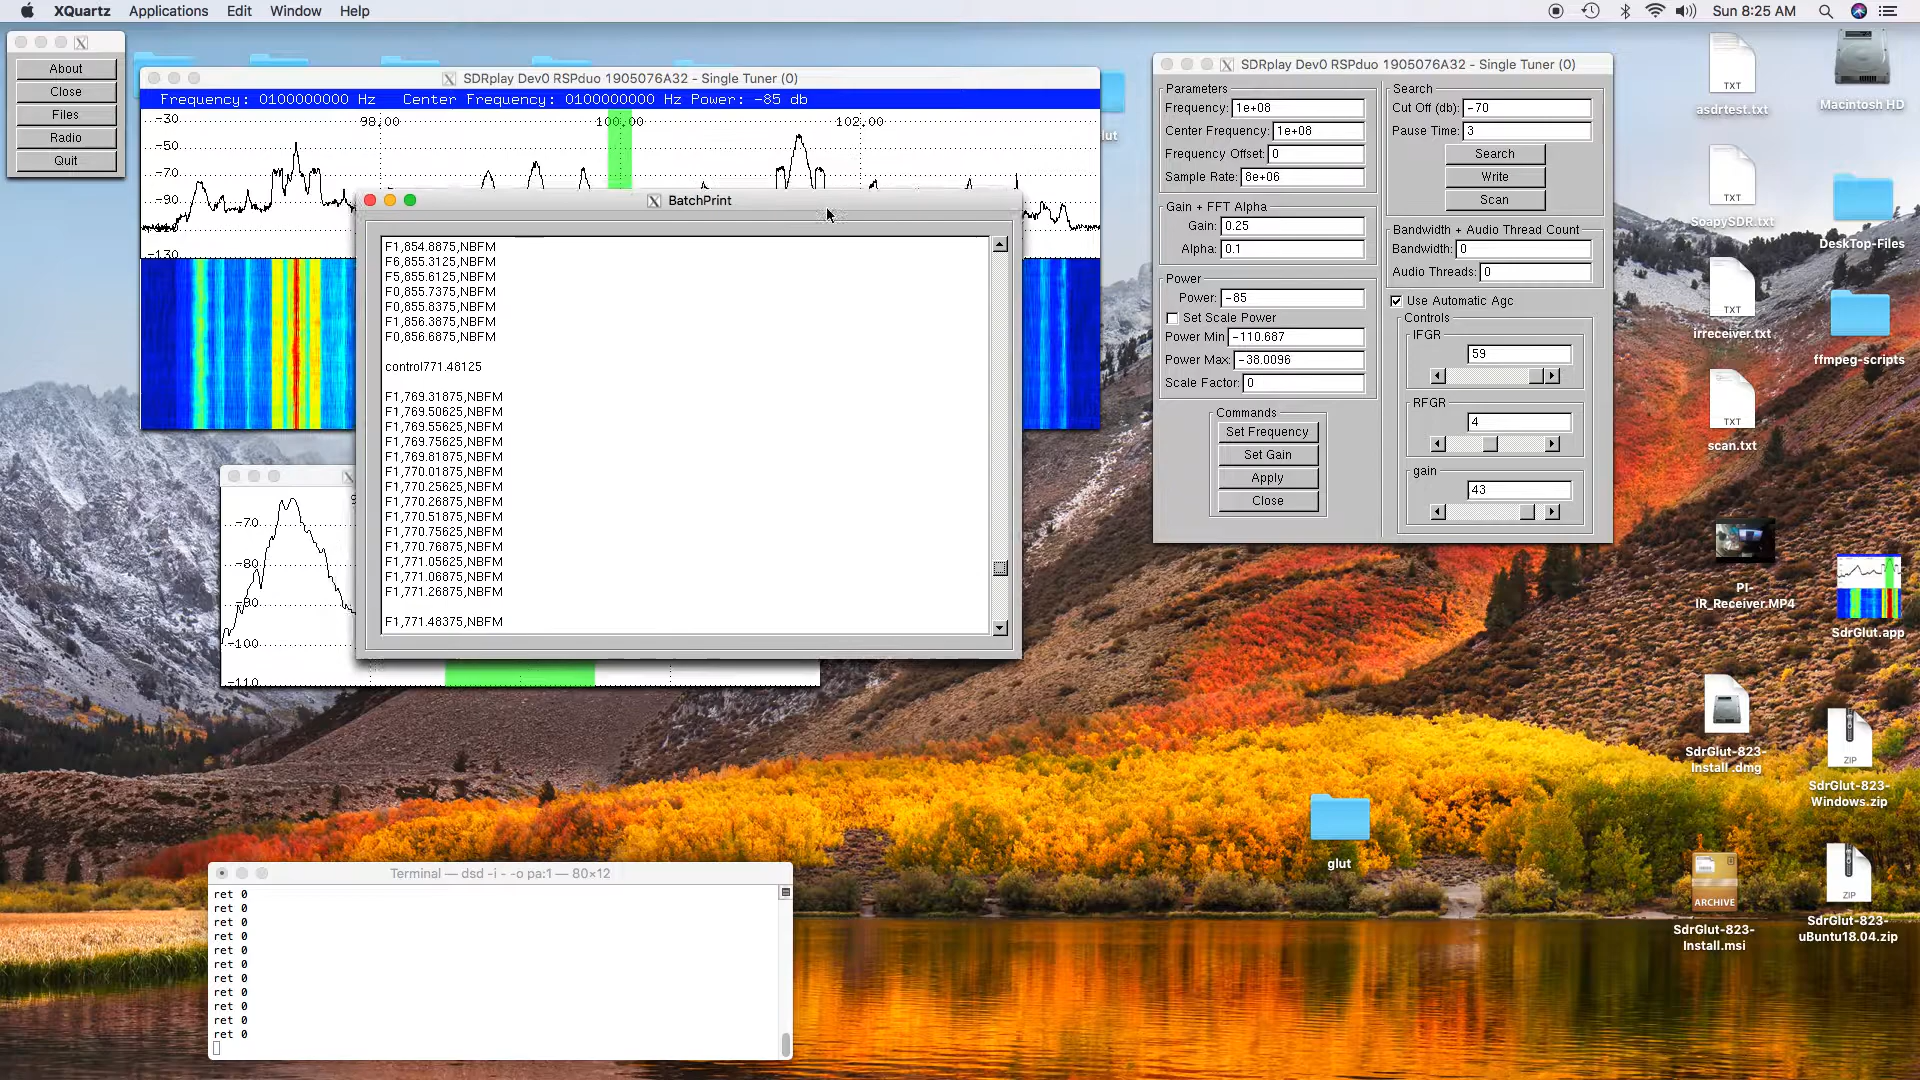 XQuartz Applications Edit Window Help
Sun 8:25 AM
About
Close
Files
Radio
Quit
SDRplay Dev0 RSPduo 1905076A32 - Single Tuner (0)
Frequency: 0100000000 Hz Center Frequency: 0100000000 Hz Power: -85 db
-30 98.00 100.00 102.00
-50
-70
-90
-130
BatchPrint
F1,854.8875,NBFM
F6,855.3125,NBFM
F5,855.6125,NBFM
F0,855.7375,NBFM
F0,855.8375,NBFM
F1,856.3875,NBFM
F0,856.6875,NBFM
control771.48125
F1,769.31875,NBFM
F1,769.50625,NBFM
F1,769.55625,NBFM
F1,769.75625,NBFM
F1,769.81875,NBFM
F1,770.01875,NBFM
F1,770.25625,NBFM
F1,770.26875,NBFM
F1,770.51875,NBFM
F1,770.75625,NBFM
F1,770.76875,NBFM
F1,771.05625,NBFM
F1,771.06875,NBFM
F1,771.26875,NBFM
F1,771.48375,NBFM
-70
-80
-90
-100
-110
Terminal — dsd -i - -o pa:1 — 80×12
ret 0
ret 0
ret 0
ret 0
ret 0
ret 0
ret 0
ret 0
ret 0
ret 0
ret 0
SDRplay Dev0 RSPduo 1905076A32 - Single Tuner (0)
Parameters
Frequency: 1e+08
Center Frequency: 1e+08
Frequency Offset: 0
Sample Rate: 8e+06
Gain + FFT Alpha
Gain: 0.25
Alpha: 0.1
Power
Power: -85
Set Scale Power
Power Min -110.687
Power Max: -38.0096
Scale Factor: 0
Commands
Set Frequency
Set Gain
Apply
Close
Search
Cut Off (db): -70
Pause Time: 3
Search
Write
Scan
Bandwidth + Audio Thread Count
Bandwidth: 0
Audio Threads: 0
Use Automatic Agc
Controls
IFGR
59
RFGR
4
gain
43
lut
TXT
asdrtest.txt
Macintosh HD
TXT
SoapySDR.txt
DeskTop-Files
TXT
irreceiver.txt
ffmpeg-scripts
TXT
scan.txt
PI-
IR_Receiver.MP4
SdrGlut.app
SdrGlut-823-
Install .dmg
ZIP
SdrGlut-823-
Windows.zip
glut
ARCHIVE
SdrGlut-823-
Install.msi
ZIP
SdrGlut-823-
uBuntu18.04.zip